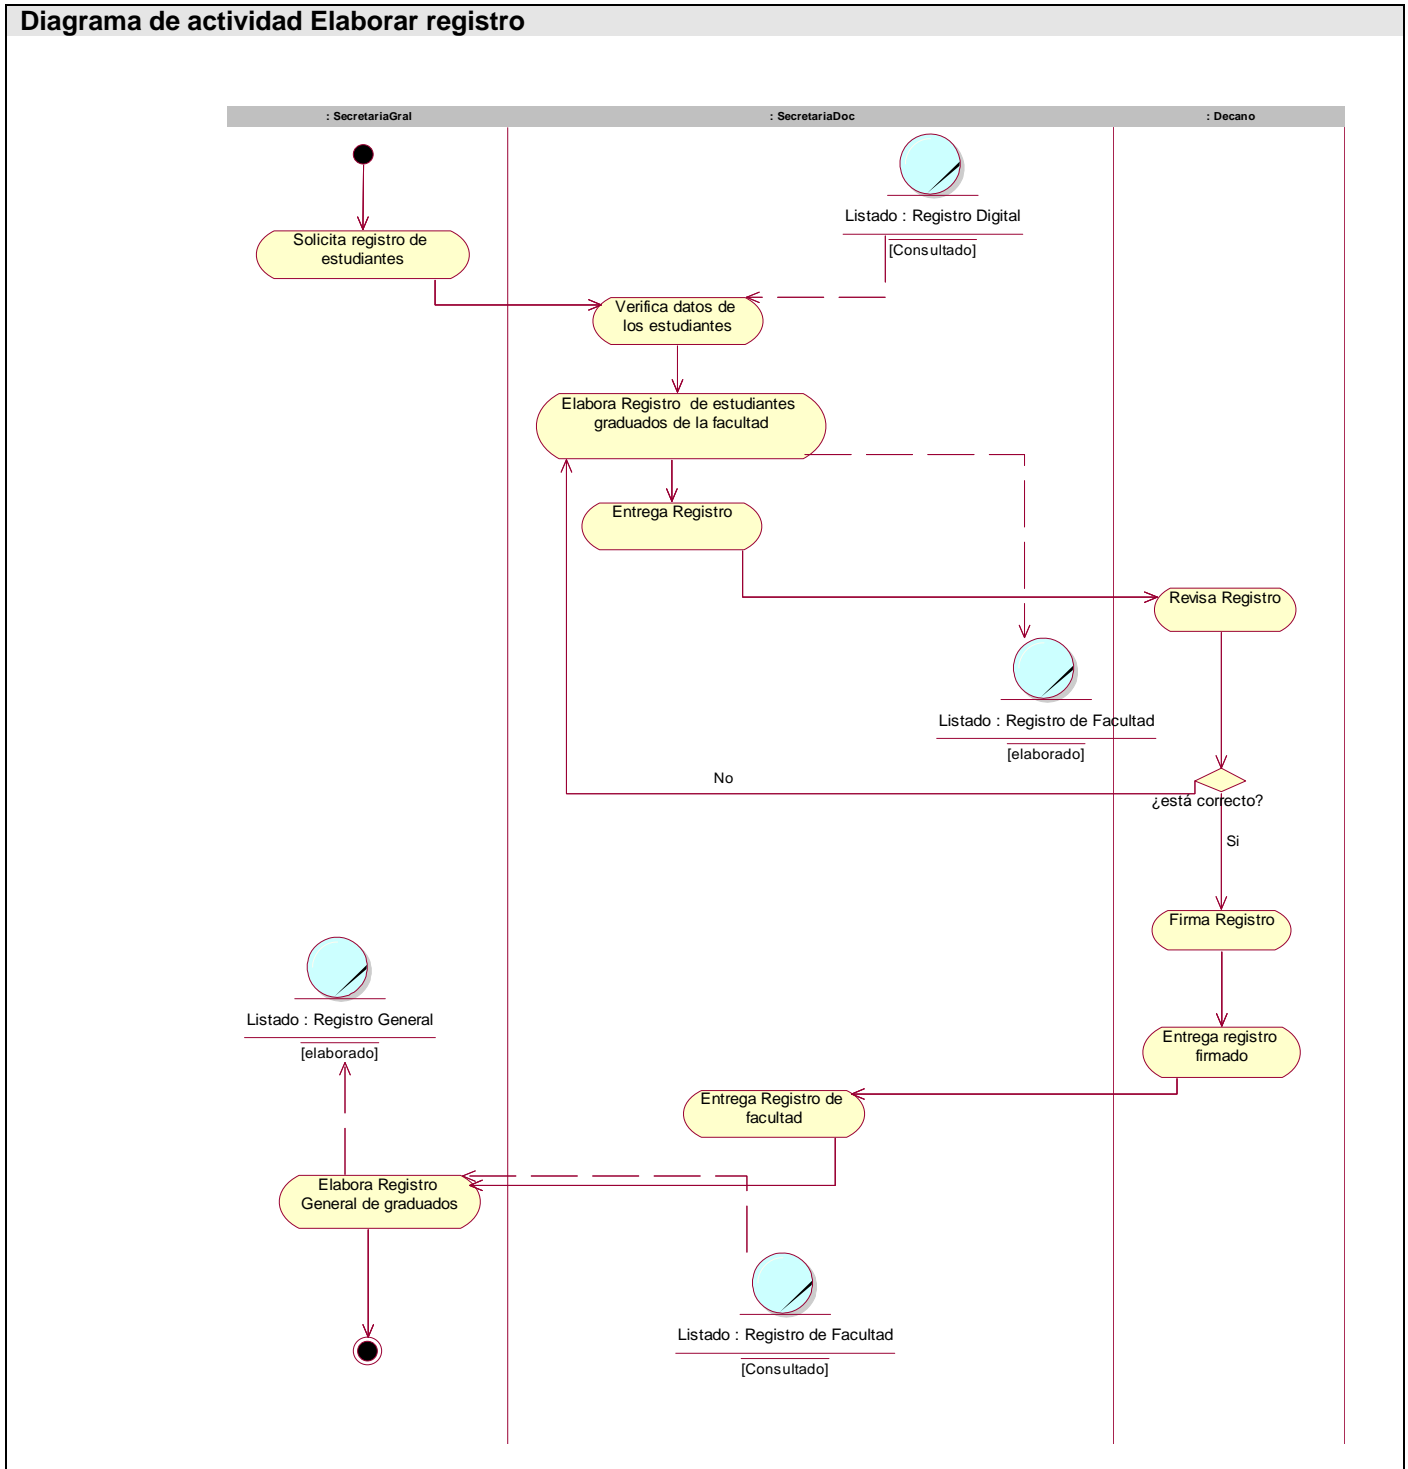 Diagrama de actividad Elaborar registro
: SecretariaGral
: SecretariaDoc
: Decano
Listado : Registro Digital
[Consultado]
Solicita registro de
estudiantes
Verifica datos de
los estudiantes
Elabora Registro  de estudiantes
graduados de la facultad
Entrega Registro
Revisa Registro
Listado : Registro de Facultad
[elaborado]
No
¿está correcto?
Si
Firma Registro
Listado : Registro General
[elaborado]
Entrega registro
firmado
Entrega Registro de
facultad
Elabora Registro
General de graduados
Listado : Registro de Facultad
[Consultado]